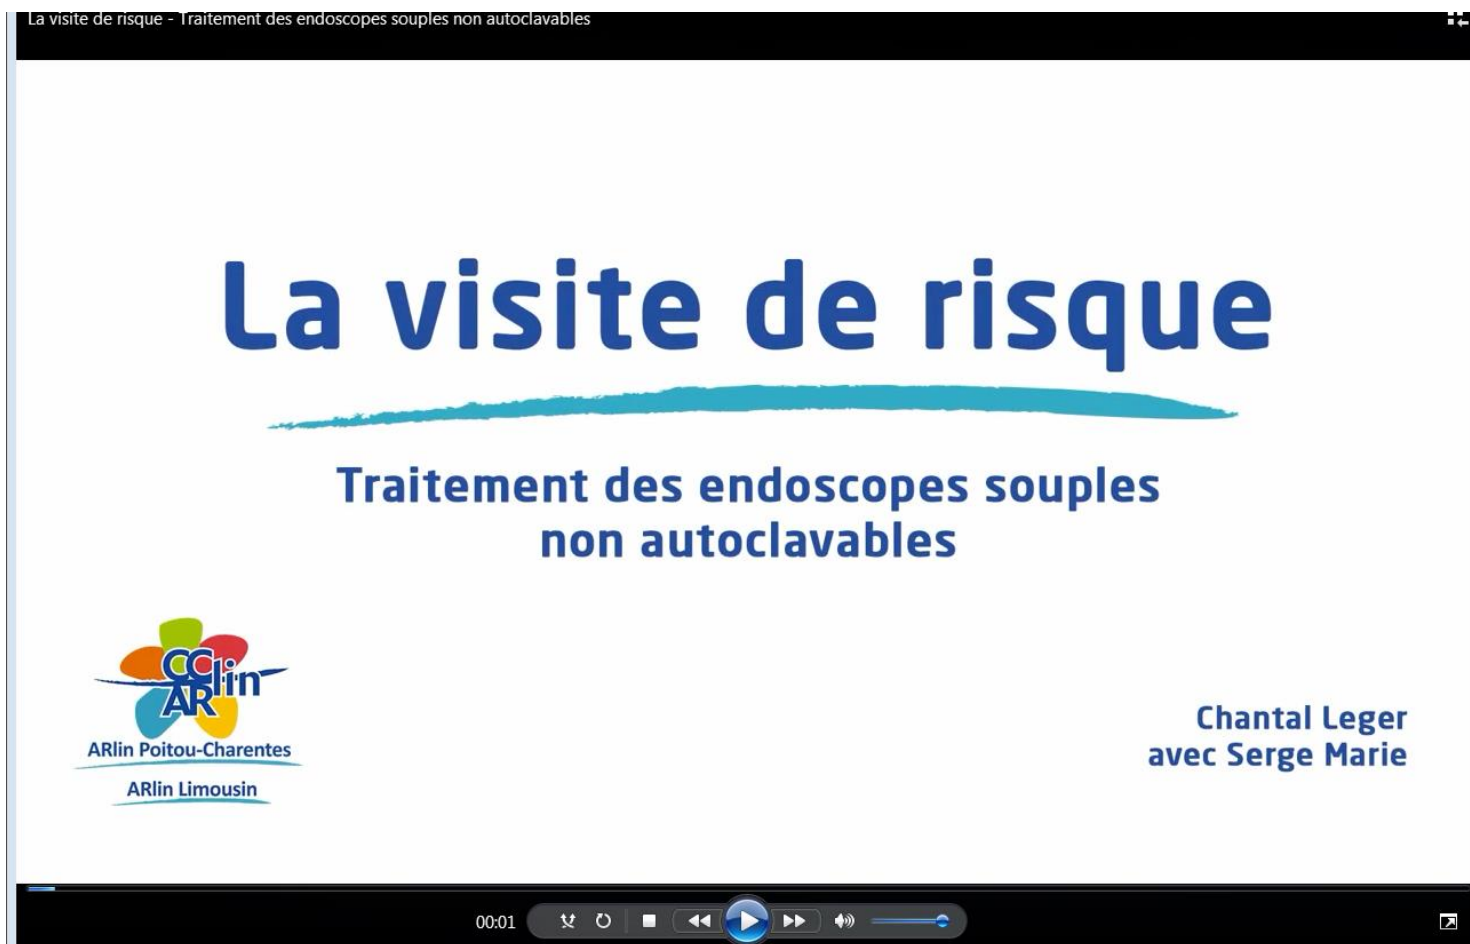 La visite de risque - Traitement des endoscopes souples non autoclavables
La visite de risque
Traitement des endoscopes souples
non autoclavables
CClin
ARlin
ARlin Poitou-Charentes
ARlin Limousin
Chantal Leger
avec Serge Marie
00:01